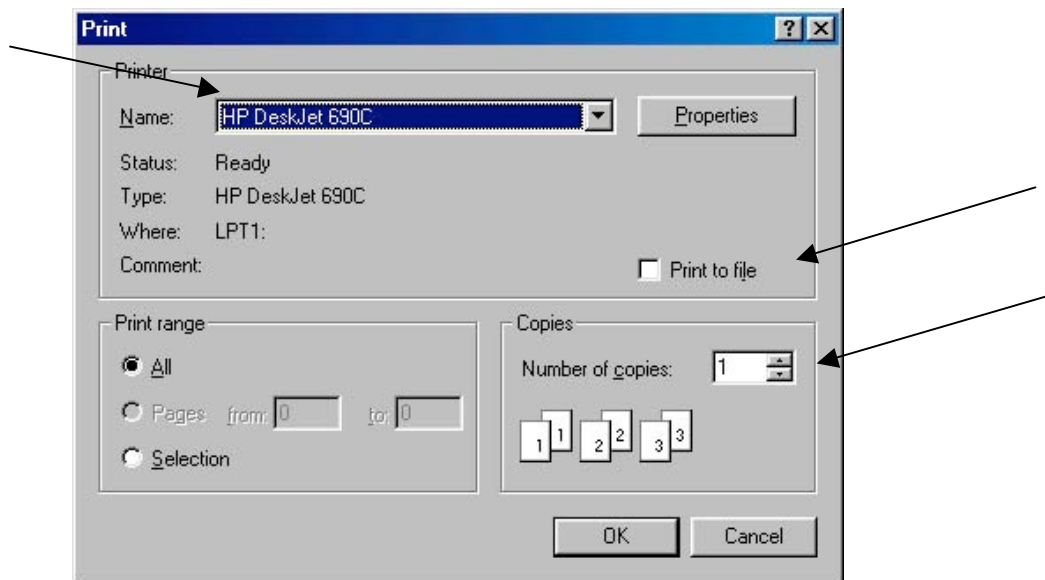 Print
Printer
Name: HP DeskJet 690C Properties
Status: Ready
Type: HP DeskJet 690C
Where: LPT1:
Comment:
Print to file
Print range
All
Pages from: 0 to: 0
Selection
Copies
Number of copies: 1
1 1 2 2 3 3
OK Cancel